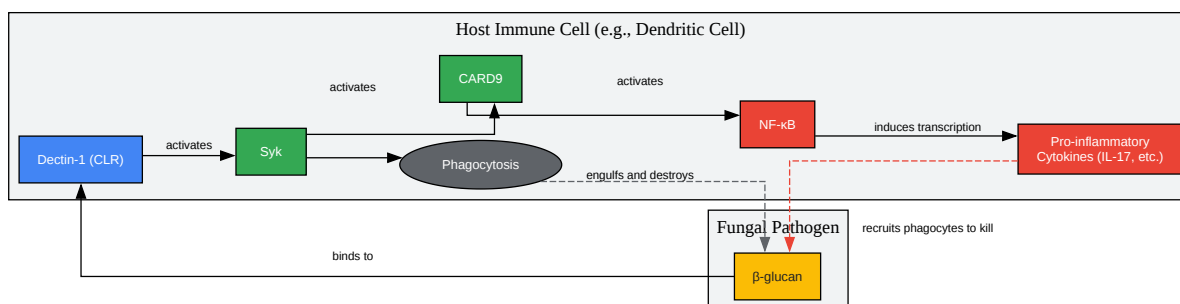 Host Immune Cell (e.g., Dendritic Cell)
CARD9
activates
activates
NF-κB
induces transcription
Pro-inflammatory
Cytokines (IL-17, etc.)
Dectin-1 (CLR)
activates
Syk
Phagocytosis
engulfs and destroys
Fungal Pathogen
recruits phagocytes to kill
binds to
β-glucan